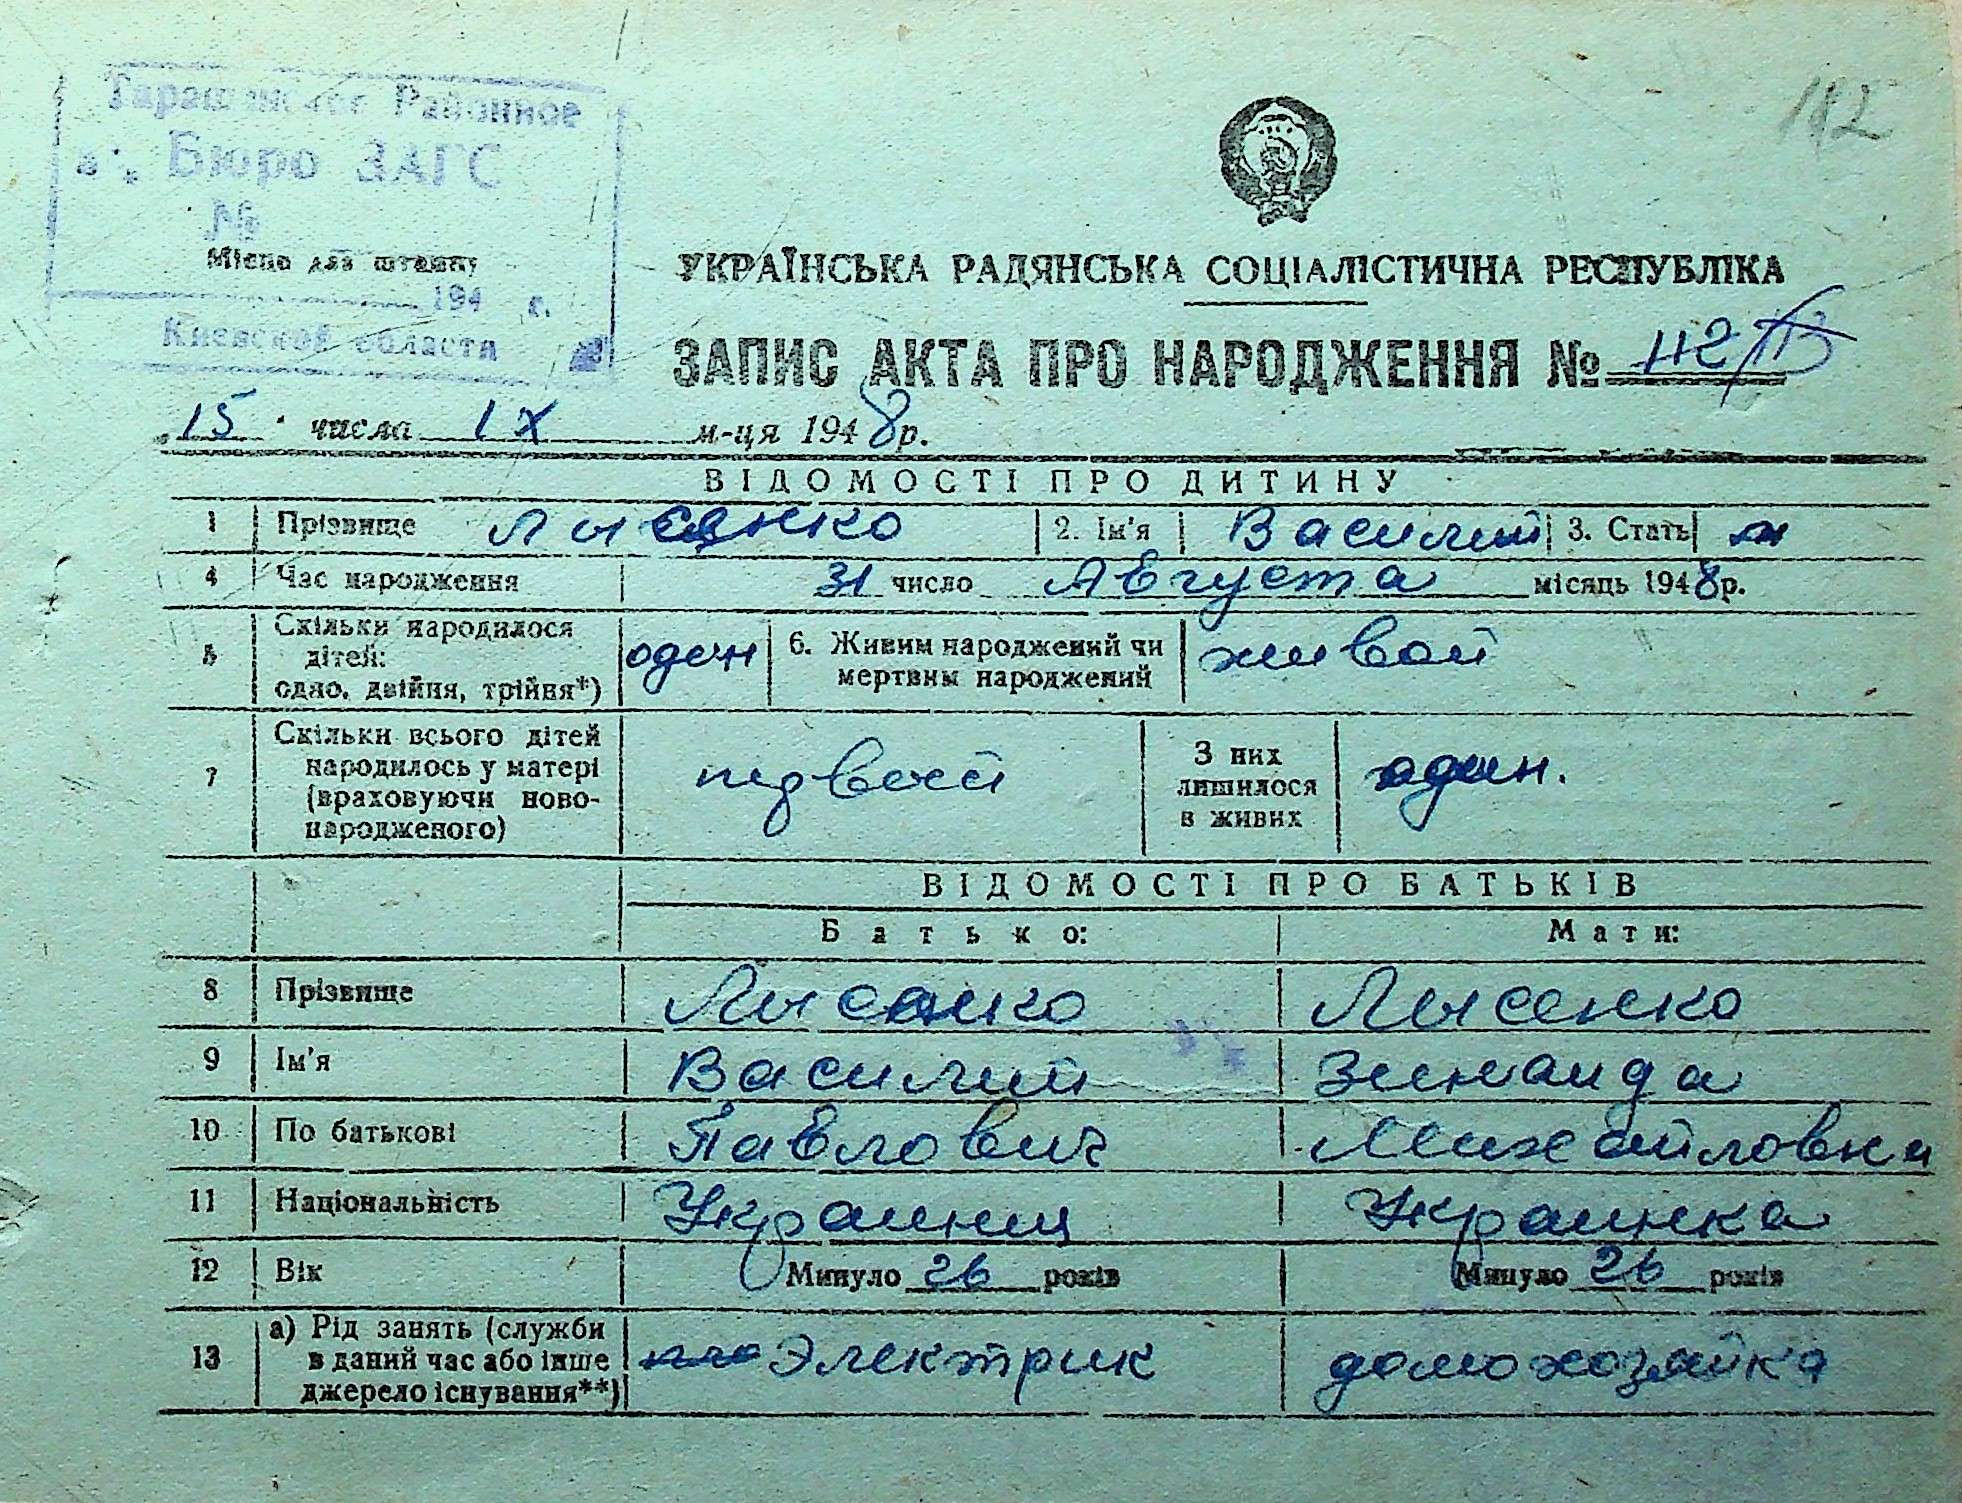 Таращанское Районное
Бюро ЗАГС
№
Місце для штампу
194 г.
Киевской области
112
УКРАЇНСЬКА РАДЯНСЬКА СОЦІАЛІСТИЧНА РЕСПУБЛІКА
ЗАПИС АКТА ПРО НАРОДЖЕННЯ № 112
15 числа IX м-ця 1948 р.
ВІДОМОСТІ ПРО ДИТИНУ
1 Прізвище Лысенко 2. Ім'я Василий 3. Стать м
4 Час народження 31 число Августа місяць 1948 р.
5 Скільки народилося дітей: одно, двійня, трійня*) один 6. Живим народжений чи мертвим народжений живой
7 Скільки всього дітей народилось у матері (враховуючи ново-народженого) первой З них лишилося в живих один.
ВІДОМОСТІ ПРО БАТЬКІВ
Батько: Мати:
8 Прізвище Лысенко Лысенко
9 Ім'я Василий Зинаида
10 По батькові Павлович Михайловна
11 Національність Украинец Украинка
12 Вік Минуло 26 років Минуло 26 років
13 а) Рід занять (служби в даний час або інше джерело існування**) Электрик домохозяйка